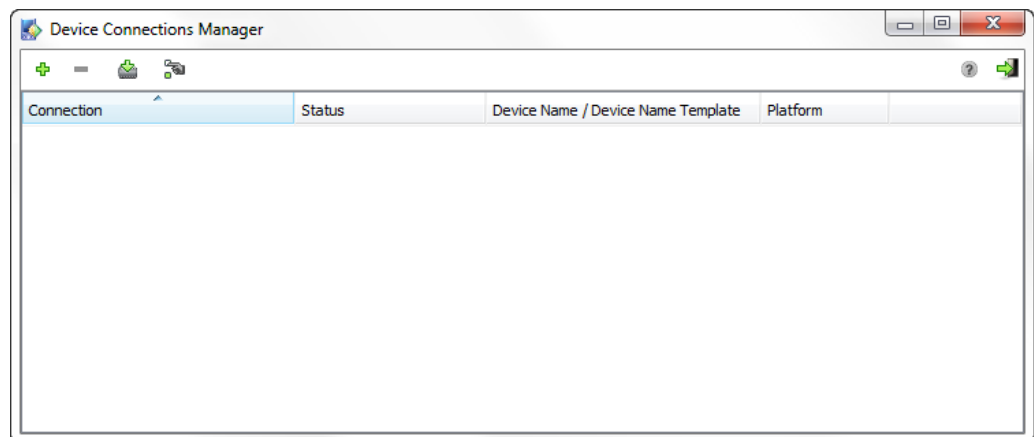 Device Connections Manager
Connection Status Device Name / Device Name Template Platform